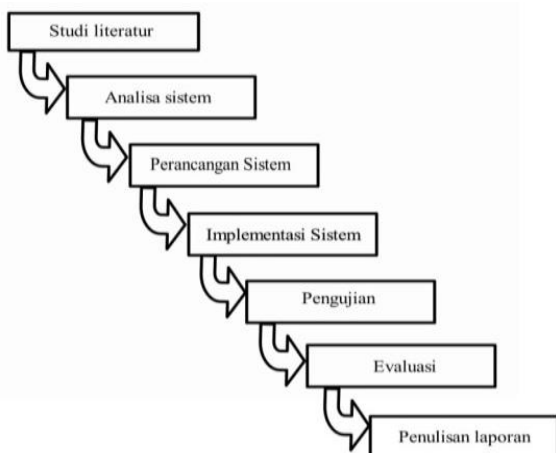 Studi literatur
Analisa sistem
Perancangan Sistem
Implementasi Sistem
Pengujian
Evaluasi
Penulisan laporan